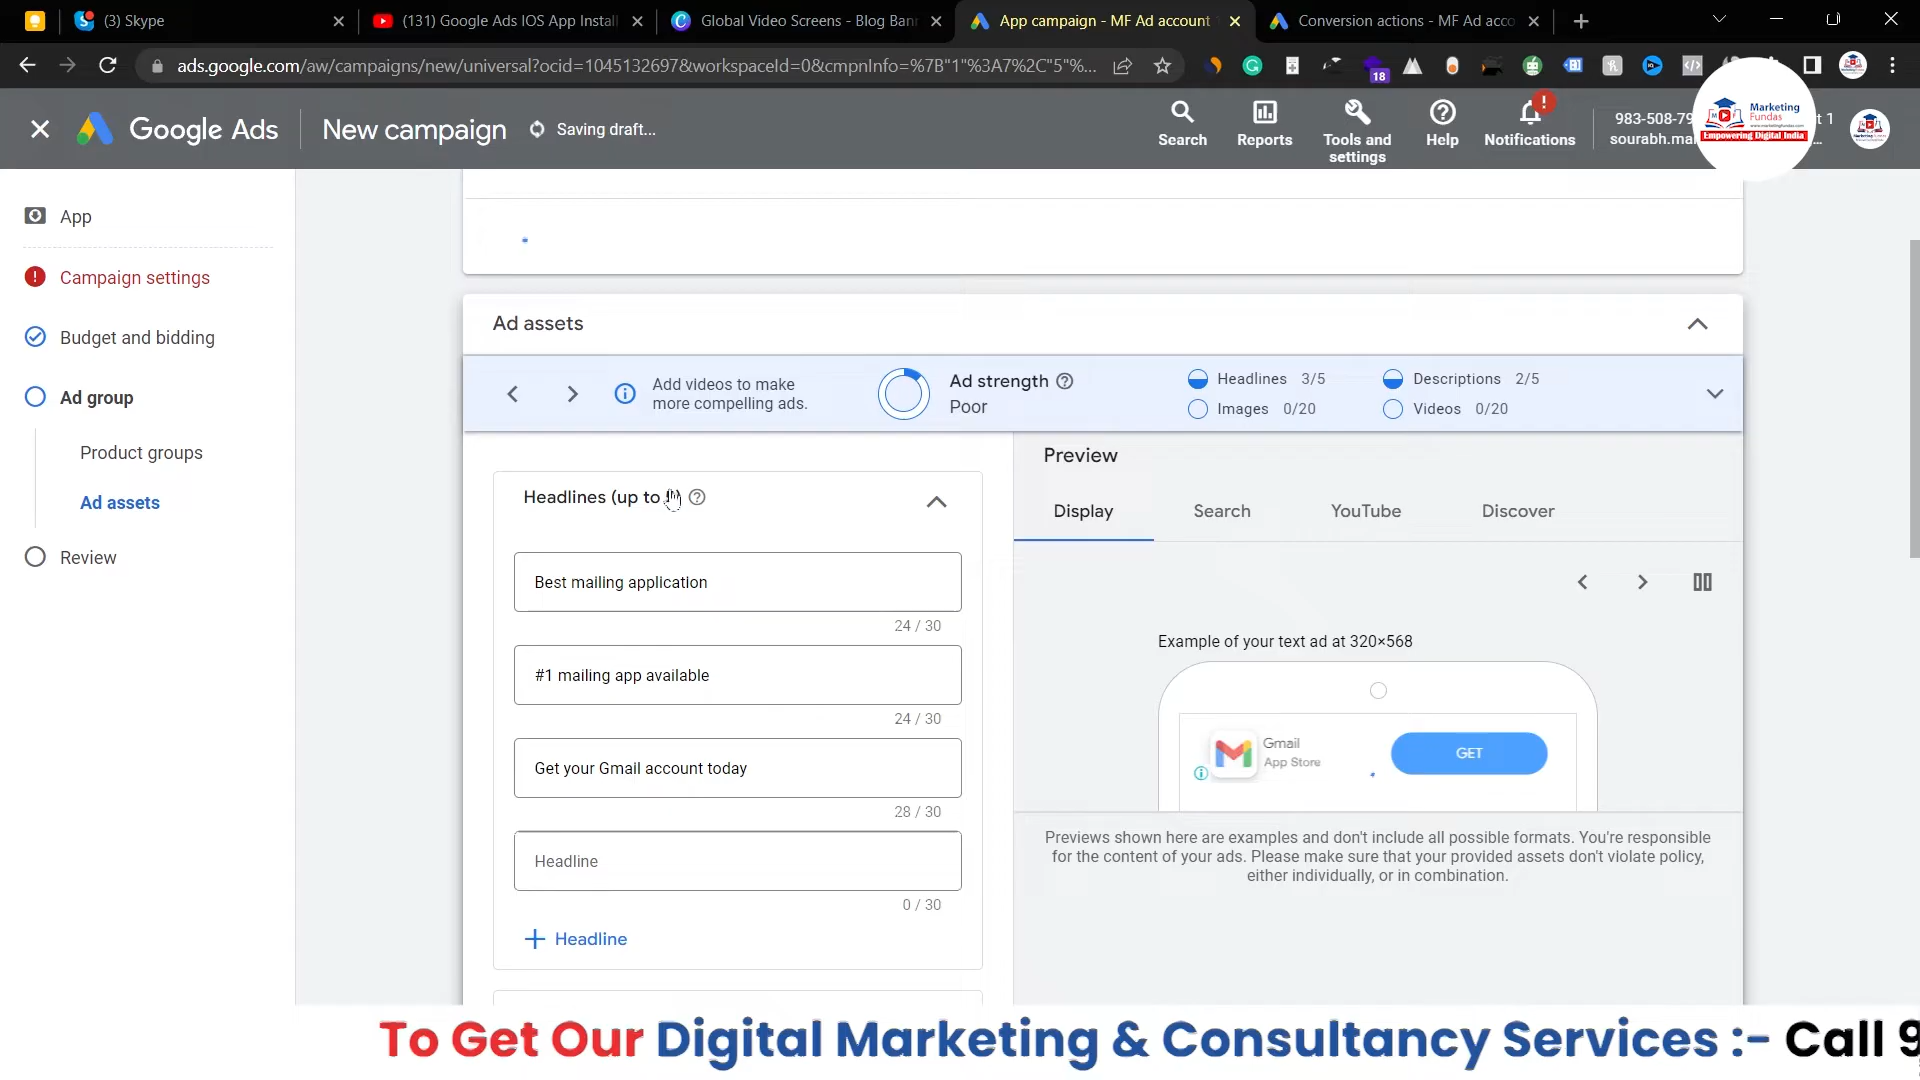 (3) Skype
(131) Google Ads IOS App Install
Global Video Screens - Blog Bann
App campaign - MF Ad account
Conversion actions - MF Ad acco
ads.google.com/aw/campaigns/new/universal?ocid=1045132697&workspaceId=0&cmpnInfo=%7B"1"%3A7%2C"5"%...
18
Google Ads
New campaign
Saving draft...
Search
Reports
Tools and settings
Help
Notifications
983-508-79
sourabh.mar
t 1
Marketing
Fundas
Empowering Digital India
App
Campaign settings
Budget and bidding
Ad group
Product groups
Ad assets
Review
Ad assets
Add videos to make
more compelling ads.
Ad strength
Poor
Headlines 3/5
Descriptions 2/5
Images 0/20
Videos 0/20
Headlines (up to
Best mailing application
24 / 30
#1 mailing app available
24 / 30
Get your Gmail account today
28 / 30
Headline
0 / 30
+ Headline
Preview
Display
Search
YouTube
Discover
Example of your text ad at 320×568
Gmail
App Store
GET
Previews shown here are examples and don't include all possible formats. You're responsible
for the content of your ads. Please make sure that your provided assets don't violate policy,
either individually, or in combination.
To Get Our Digital Marketing & Consultancy Services :- Call 9